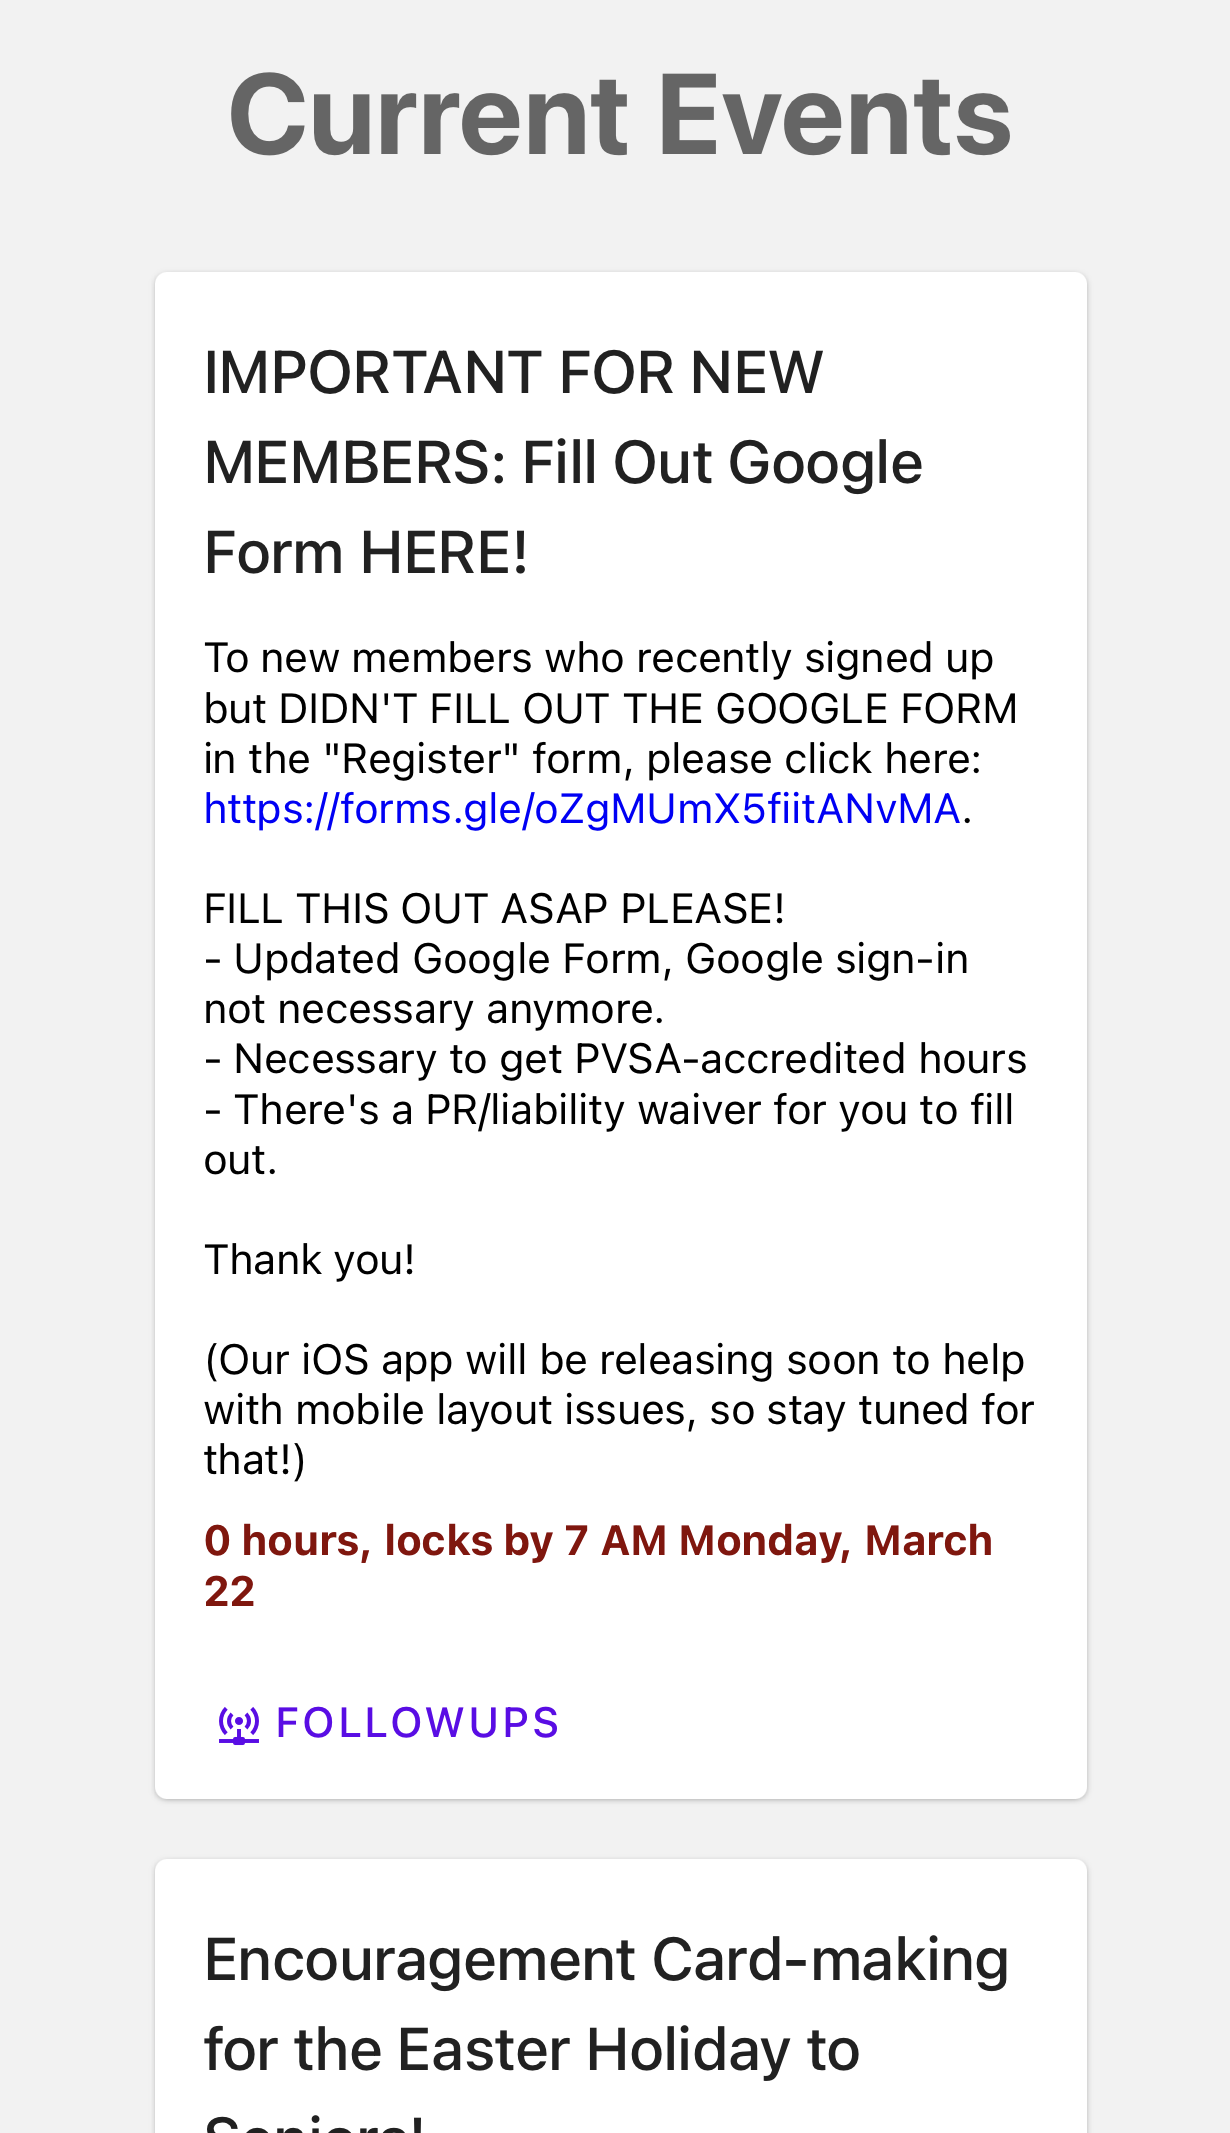 Current Events
IMPORTANT FOR NEW
MEMBERS: Fill Out Google
Form HERE!
To new members who recently signed up
but DIDN'T FILL OUT THE GOOGLE FORM
in the "Register" form, please click here:
https://forms.gle/oZgMUmX5fiitANvMA.
FILL THIS OUT ASAP PLEASE!
- Updated Google Form, Google sign-in
not necessary anymore.
- Necessary to get PVSA-accredited hours
- There's a PR/liability waiver for you to fill
out.
Thank you!
(Our iOS app will be releasing soon to help
with mobile layout issues, so stay tuned for
that!)
0 hours, locks by 7 AM Monday, March
22
FOLLOWUPS
Encouragement Card-making
for the Easter Holiday to
Seniors!